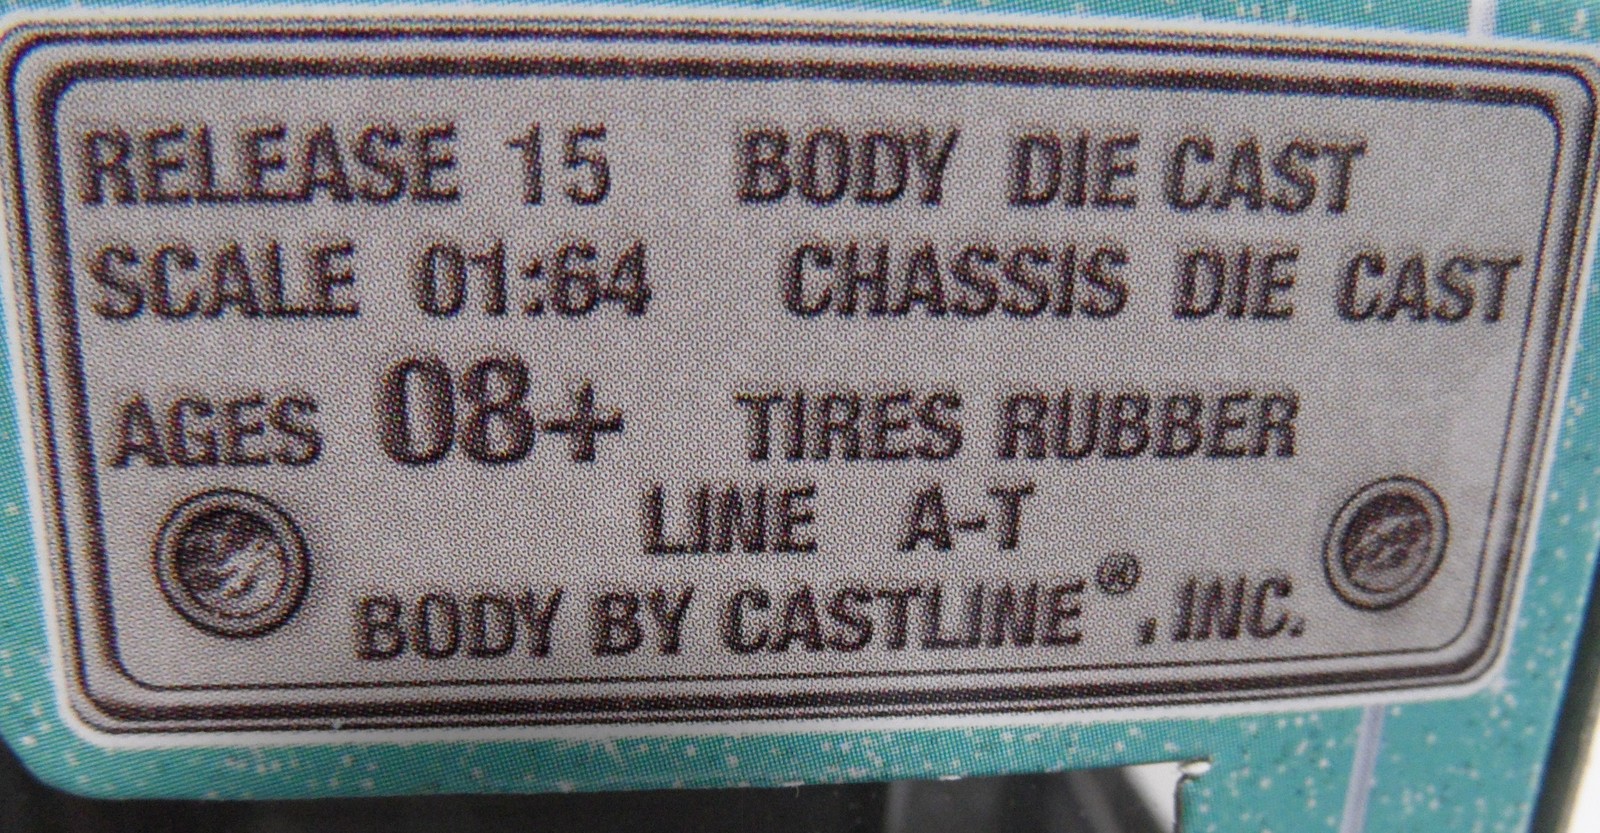 RELEASE 15 BODY DIE CAST
SCALE 01:64 CHASSIS DIE CAST
AGES 08+ TIRES RUBBER
LINE A-T
BODY BY CASTLINE®, INC.